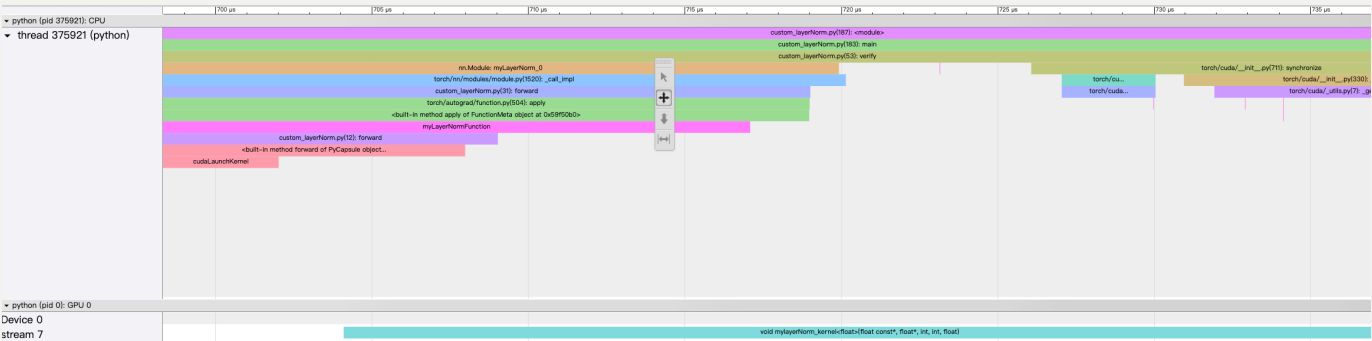 700 μs 705 μs 710 μs 715 μs 720 μs 725 μs 730 μs 735 μs
python (pid 375921): CPU
thread 375921 (python)
custom_layerNorm.py(187): <module>
custom_layerNorm.py(183): main
custom_layerNorm.py(53): verify
nn.Module: myLayerNorm_0 torch/cuda/__init__.py(711): synchronize
torch/nn/modules/module.py(1520): _call_impl torch/cu... torch/cuda/__init__.py(330):
custom_layerNorm.py(31): forward torch/cuda... torch/cuda/_utils.py(7): _ge
torch/autograd/function.py(504): apply
<built-in method apply of FunctionMeta object at 0x59f50b0>
myLayerNormFunction
custom_layerNorm.py(12): forward
<built-in method forward of PyCapsule object...
cudaLaunchKernel
python (pid 0): GPU 0
Device 0
stream 7 void mylayerNorm_kernel<float>(float const*, float*, int, int, float)